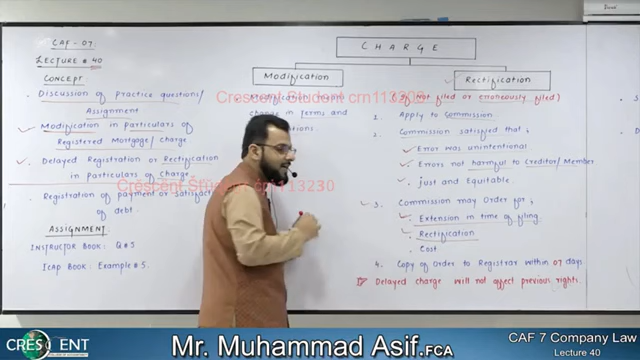 CAF - 07
LECTURE # 40
CONCEPT:
. Discussion of practice questions/
Assignment
Modification in particulars of
Registered Mortgage/charge
Delayed Registration or Rectification
in particulars of charge.
. Registration of payment or satisfact
of debt.
ASSIGNMENT
INSTRUCTOR BOOK: Q#5
ICAP BOOK: Example # 5.
CHARGE
Modification
. Modification means
change in terms and
Rectification
(If not filed or erroneously filed)
1. Apply to Commission
2. Commission satisfied that;
Error was unintentional
Errors not harmful to Creditor/Member
just and Equitable
3. Commission may Order for;
Extension in time of filing.
Rectification
. Cost
4. Copy of Order to Registrar within 07 days.
Delayed charge will not affect previous rights.
Crescent Student crn113230
Crescent Student crn113230
CRESCENT
Mr. Muhammad Asif.FCA
CAF 7 Company Law
Lecture 40